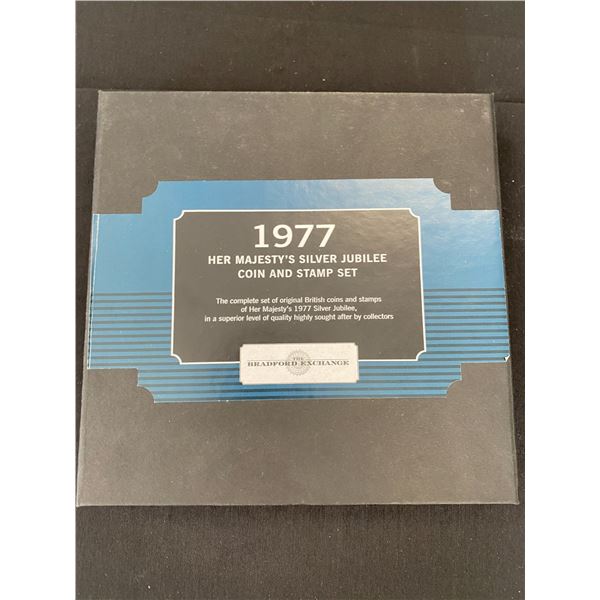 1977
HER MAJESTY'S SILVER JUBILEE
COIN AND STAMP SET
The complete set of original British coins and stamps
of Her Majesty's 1977 Silver Jubilee,
in a superior level of quality highly sought after by collectors
THE
BRADFORD EXCHANGE